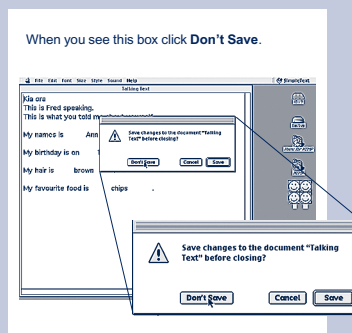 When you see this box click Don't Save.
File Edit Font Size Style Sound Help
SimpleText
Talking Text
Kia ora
This is Fred speaking.
This is what you told m
My names is Ann
My birthday is on
My hair is brown
My favourite food is chips .
Save changes to the document "Talking
Text" before closing?
Don't Save Cancel Save
Save changes to the document "Talking
Text" before closing?
Don't Save Cancel Save